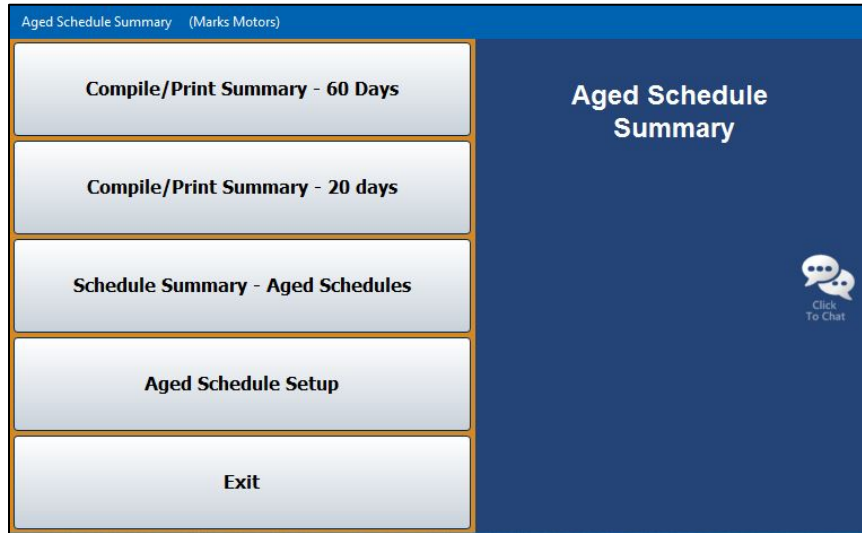 Aged Schedule Summary (Marks Motors)
Compile/Print Summary - 60 Days
Compile/Print Summary - 20 days
Schedule Summary - Aged Schedules
Aged Schedule Setup
Exit
Aged Schedule
Summary
Click
To Chat